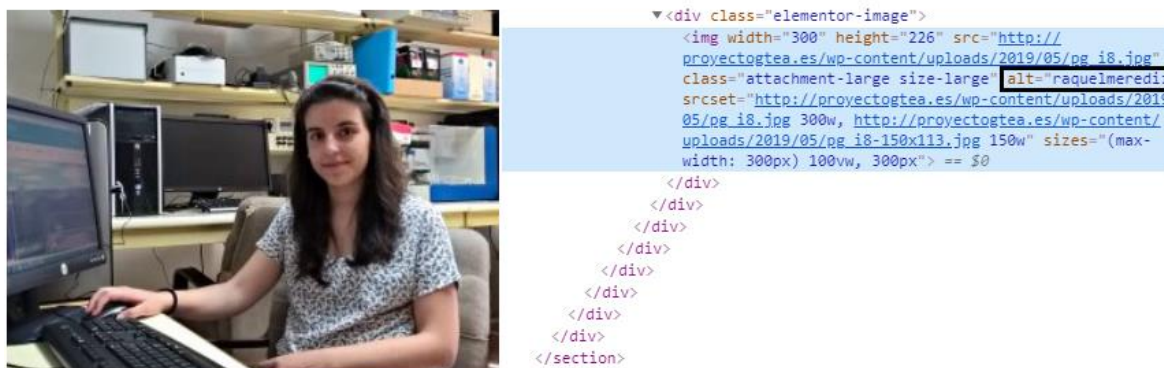 <div class="elementor-image">
<img width="300" height="226" src="http://
proyectogtea.es/wp-content/uploads/2019/05/pg_i8.jpg"
class="attachment-large size-large" alt="raquelmeredi
srcset="http://proyectogtea.es/wp-content/uploads/2019
05/pg_i8.jpg 300w, http://proyectogtea.es/wp-content/
uploads/2019/05/pg_i8-150x113.jpg 150w" sizes="(max-
width: 300px) 100vw, 300px"> == $0
</div>
</div>
</div>
</div>
</div>
</div>
</div>
</div>
</section>